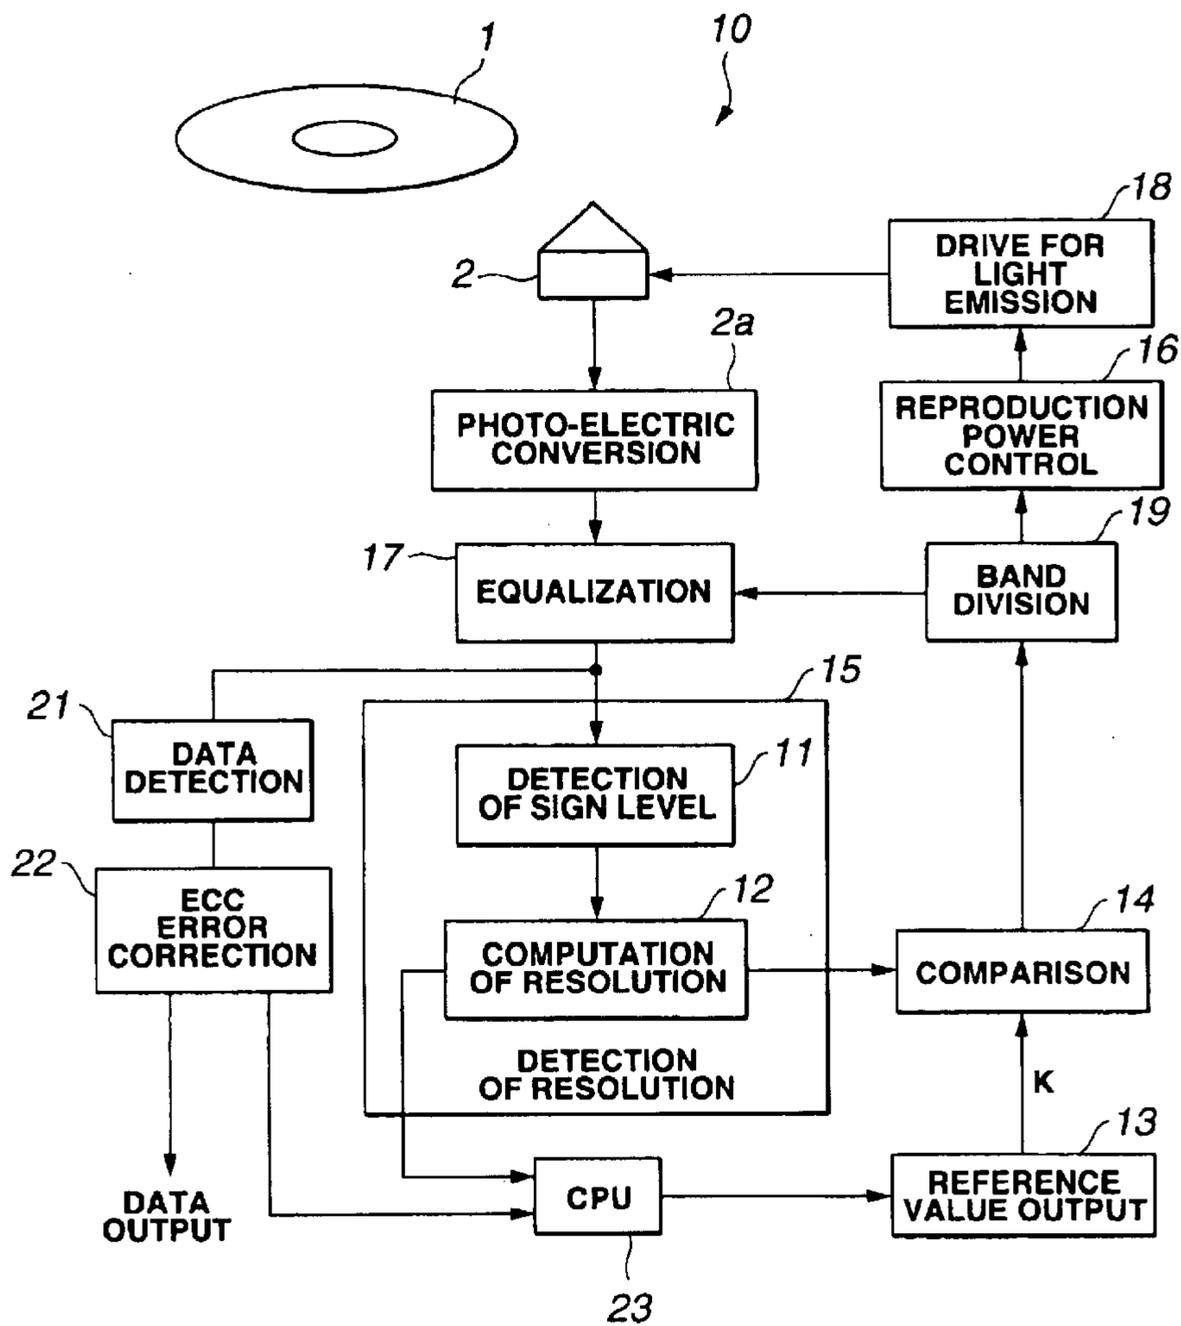 1
10
18
DRIVE FOR
LIGHT
EMISSION
2
2a
16
PHOTO-ELECTRIC
CONVERSION
REPRODUCTION
POWER
CONTROL
17
19
EQUALIZATION
BAND
DIVISION
15
21
11
DATA
DETECTION
DETECTION
OF SIGN LEVEL
22
12
14
ECC
ERROR
CORRECTION
COMPUTATION
OF RESOLUTION
COMPARISON
DETECTION
OF RESOLUTION
K
13
DATA
OUTPUT
CPU
REFERENCE
VALUE OUTPUT
23